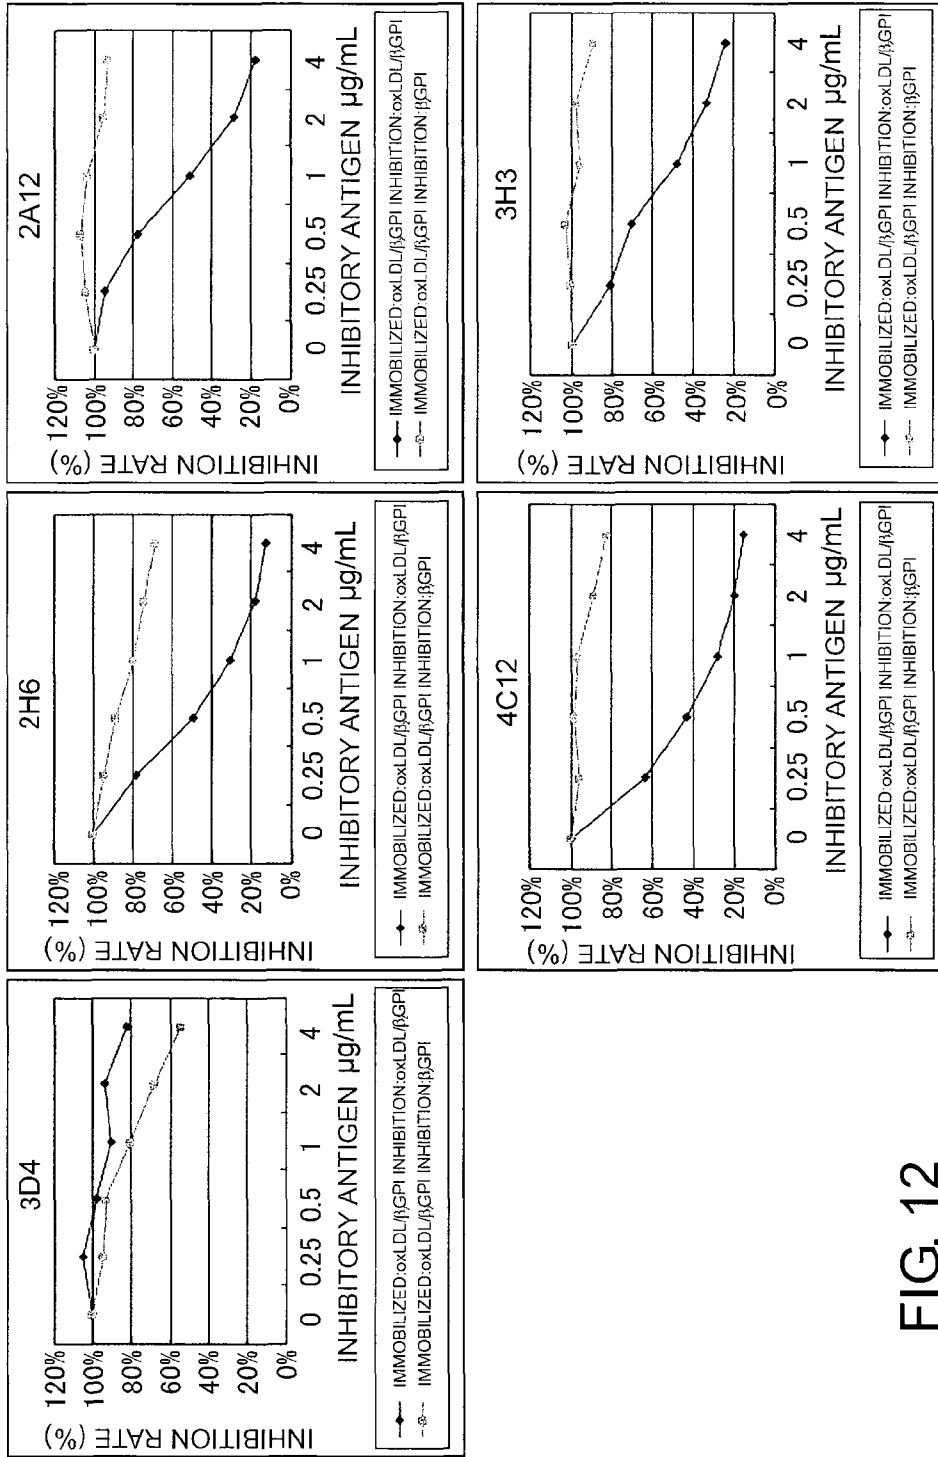 3D4
INHIBITION RATE (%)
120%
100%
80%
60%
40%
20%
0%
0 0.25 0.5 1 2 4
INHIBITORY ANTIGEN µg/mL
IMMOBILIZED:oxLDL/β₂GPI INHIBITION:oxLDL/β₂GPI
IMMOBILIZED:oxLDL/β₂GPI INHIBITION:β₂GPI
2H6
INHIBITION RATE (%)
120%
100%
80%
60%
40%
20%
0%
0 0.25 0.5 1 2 4
INHIBITORY ANTIGEN µg/mL
IMMOBILIZED:oxLDL/β₂GPI INHIBITION:oxLDL/β₂GPI
IMMOBILIZED:oxLDL/β₂GPI INHIBITION:β₂GPI
2A12
INHIBITION RATE (%)
120%
100%
80%
60%
40%
20%
0%
0 0.25 0.5 1 2 4
INHIBITORY ANTIGEN µg/mL
IMMOBILIZED:oxLDL/β₂GPI INHIBITION:oxLDL/β₂GPI
IMMOBILIZED:oxLDL/β₂GPI INHIBITION:β₂GPI
4C12
INHIBITION RATE (%)
120%
100%
80%
60%
40%
20%
0%
0 0.25 0.5 1 2 4
INHIBITORY ANTIGEN µg/mL
IMMOBILIZED:oxLDL/β₂GPI INHIBITION:oxLDL/β₂GPI
IMMOBILIZED:oxLDL/β₂GPI INHIBITION:β₂GPI
3H3
INHIBITION RATE (%)
120%
100%
80%
60%
40%
20%
0%
0 0.25 0.5 1 2 4
INHIBITORY ANTIGEN µg/mL
IMMOBILIZED:oxLDL/β₂GPI INHIBITION:oxLDL/β₂GPI
IMMOBILIZED:oxLDL/β₂GPI INHIBITION:β₂GPI
FIG. 12